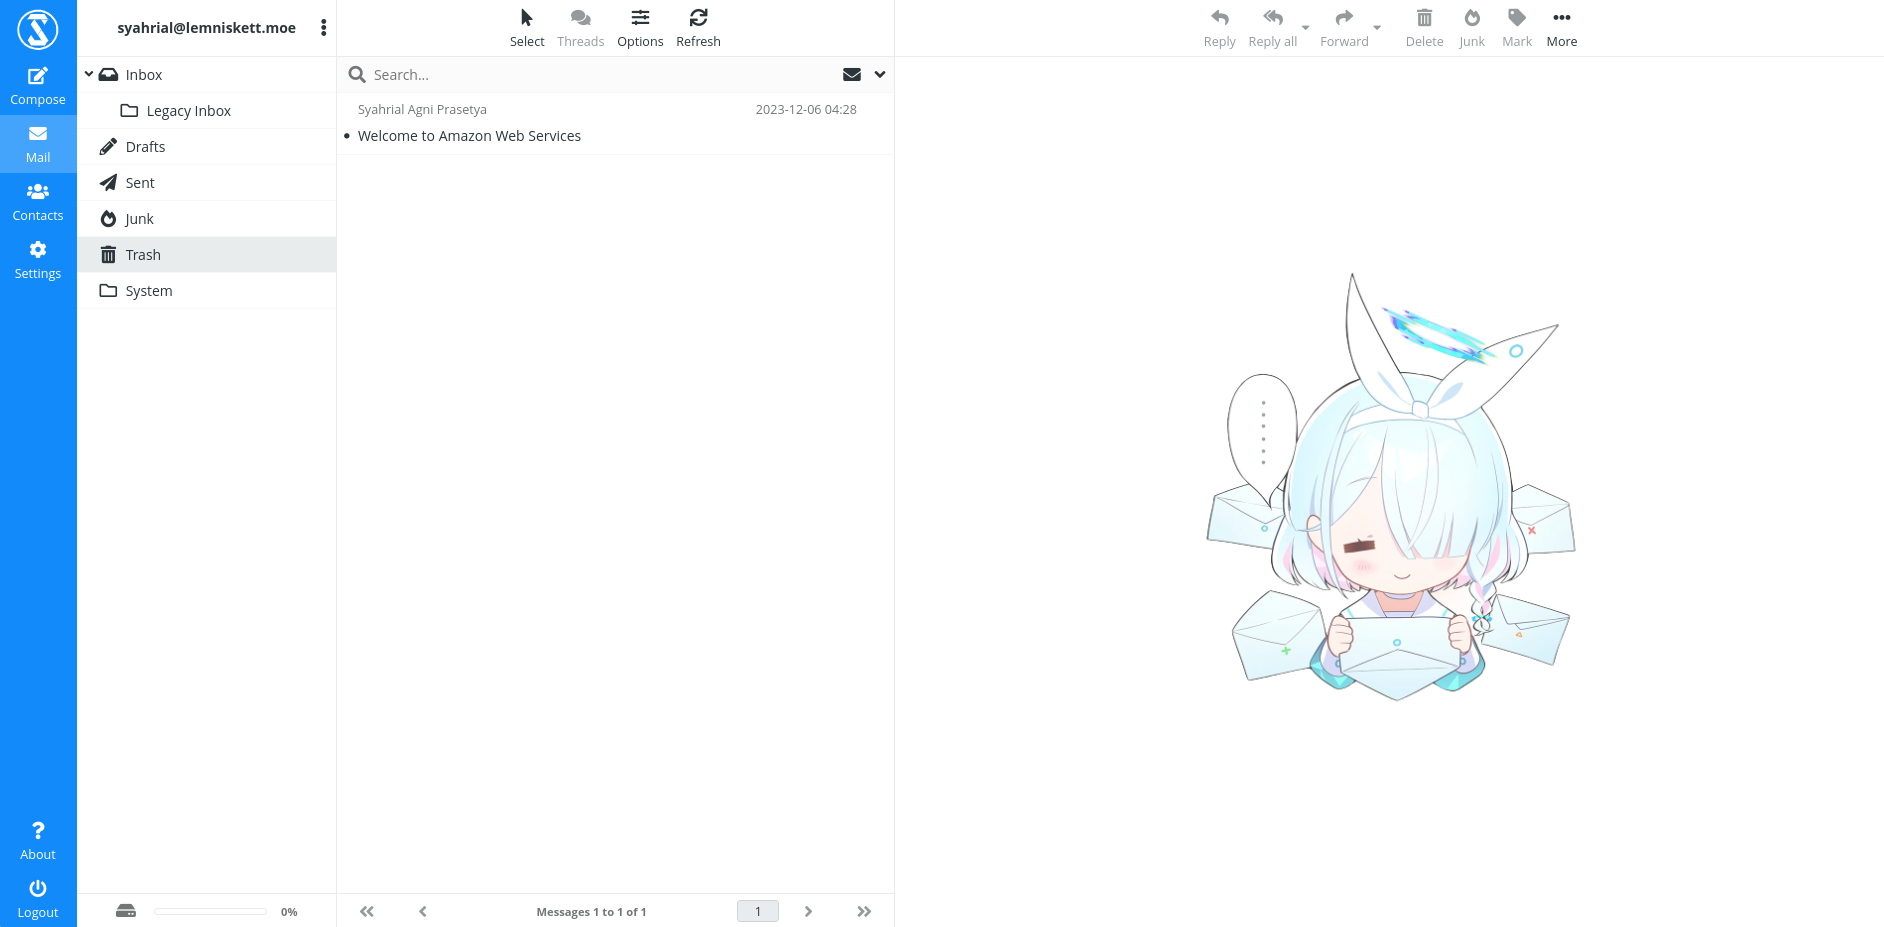 syahrial@lemniskett.moe
Compose
Mail
Contacts
Settings
About
Logout
Inbox
Legacy Inbox
Drafts
Sent
Junk
Trash
System
0%
Select
Threads
Options
Refresh
Search...
Syahrial Agni Prasetya 2023-12-06 04:28
Welcome to Amazon Web Services
Messages 1 to 1 of 1
1
Reply
Reply all
Forward
Delete
Junk
Mark
More